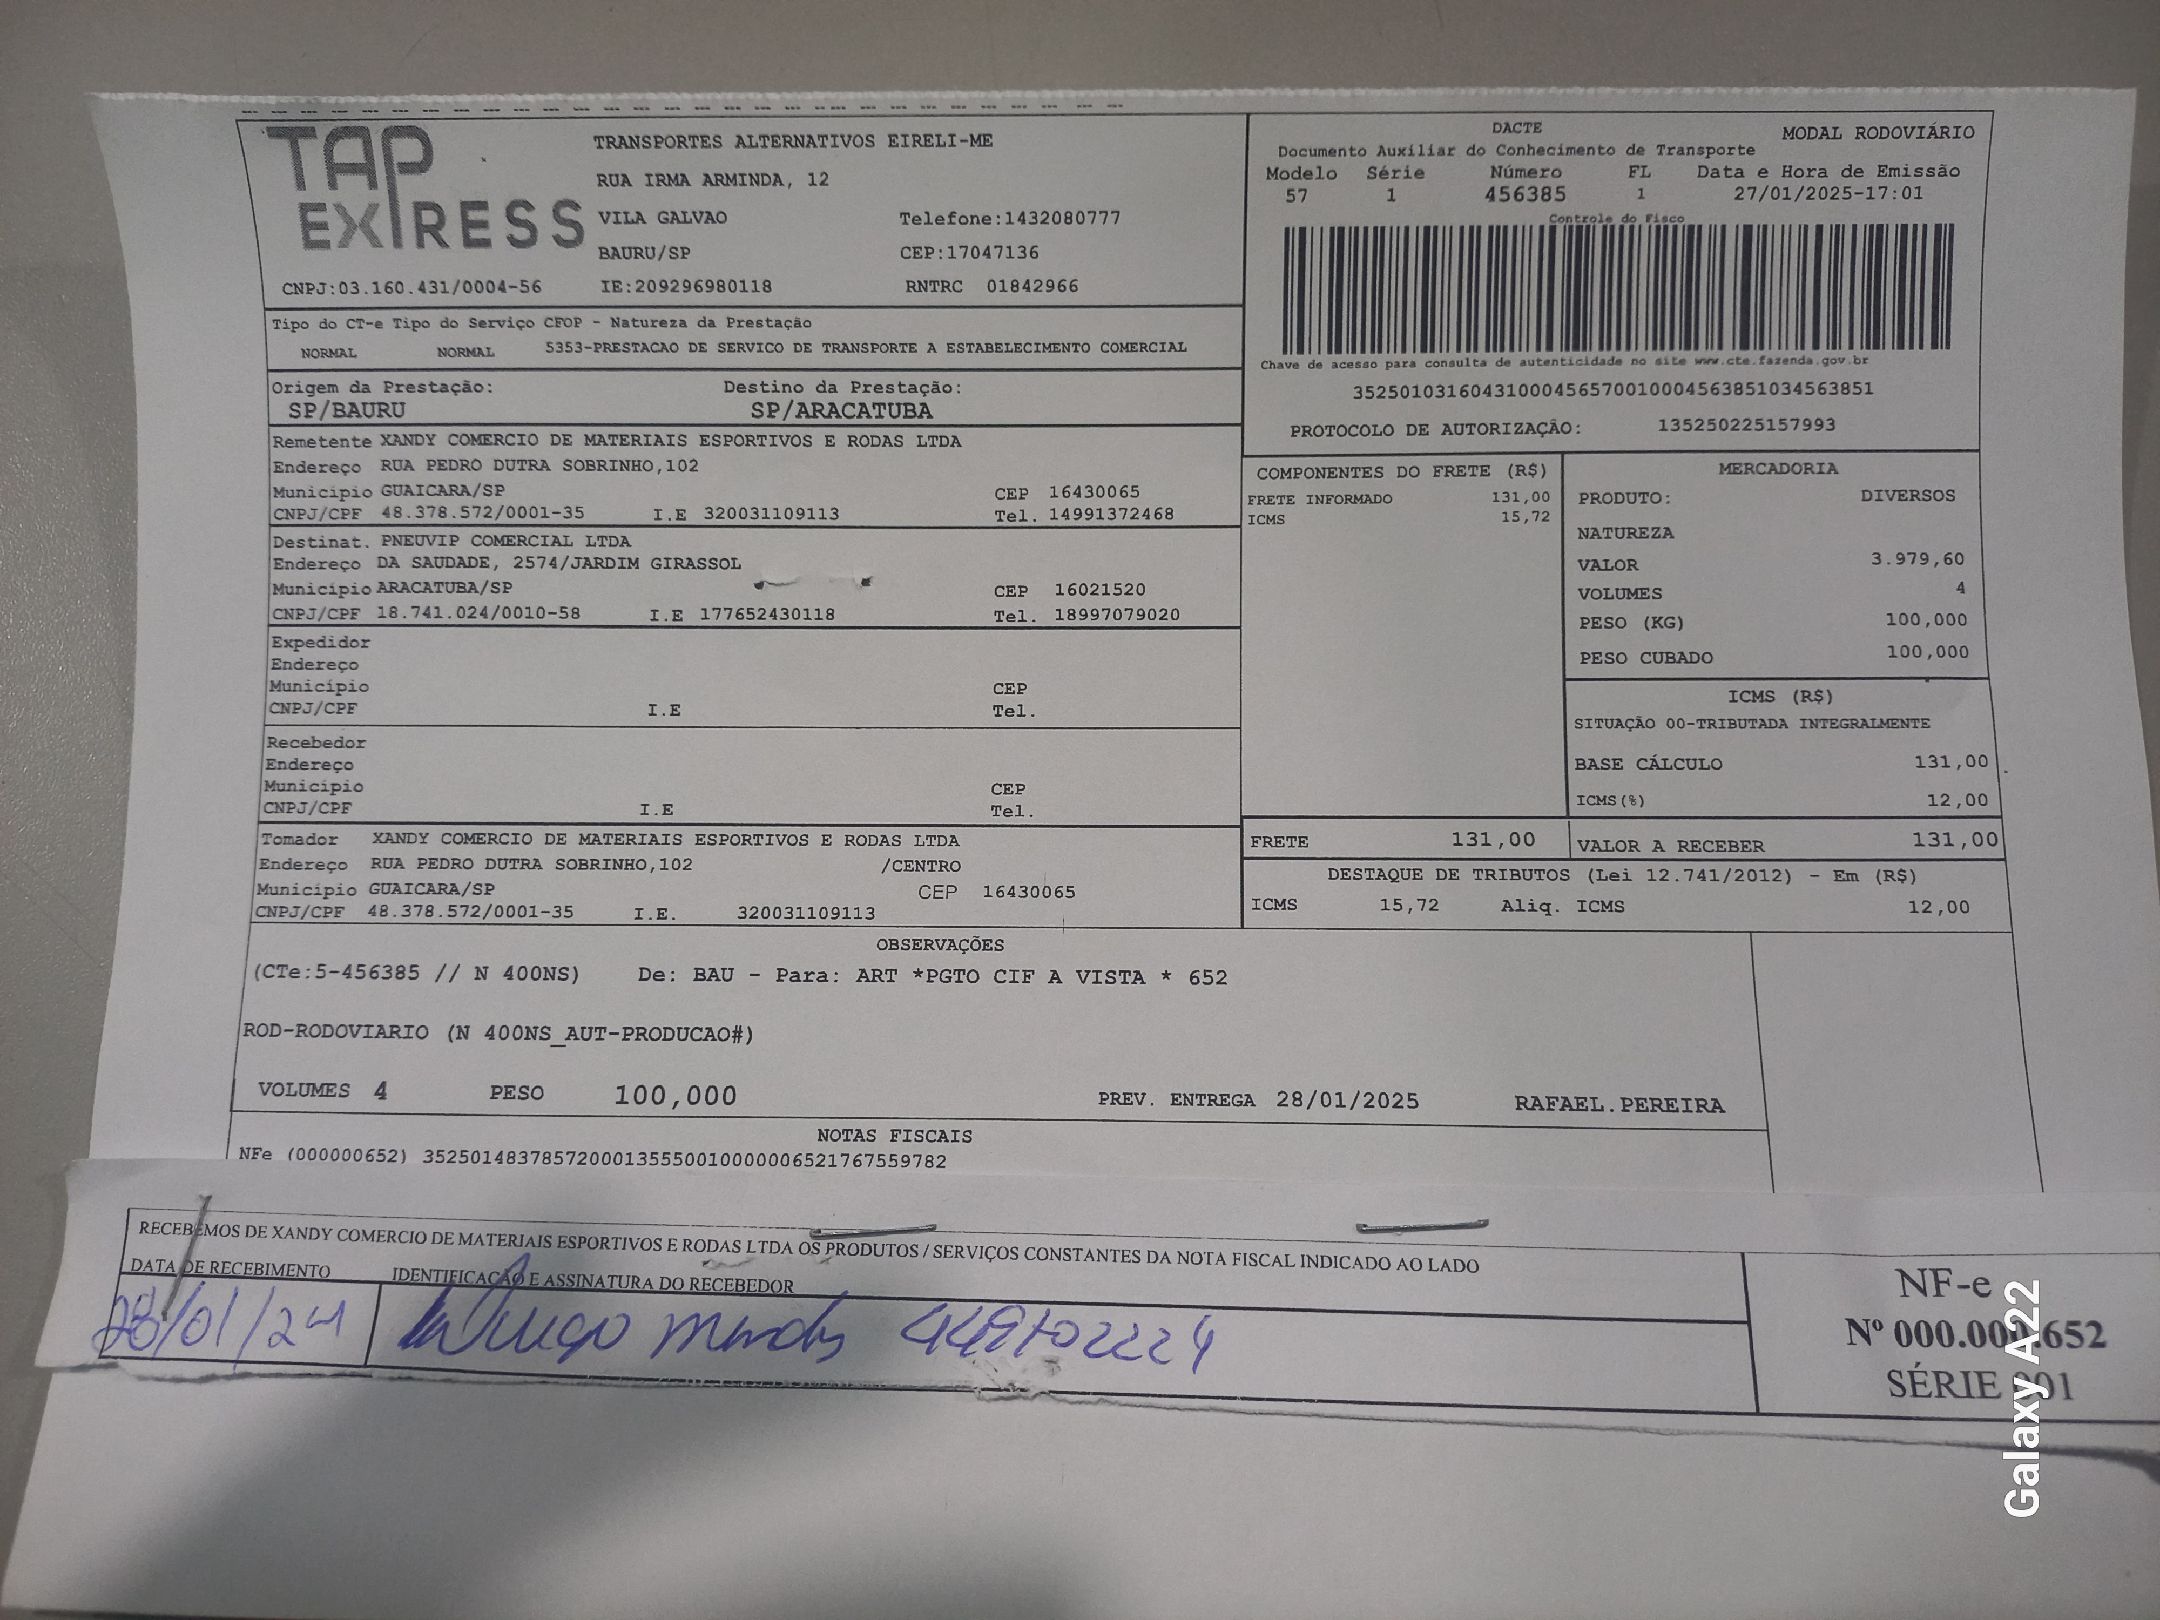 TAP EXPRESS
TRANSPORTES ALTERNATIVOS EIRELI-ME
RUA IRMA ARMINDA, 12
VILA GALVAO Telefone:1432080777
BAURU/SP CEP:17047136
CNPJ:03.160.431/0004-56 IE:209296980118 RNTRC 01842966
DACTE MODAL RODOVIÁRIO
Documento Auxiliar do Conhecimento de Transporte
Modelo Série Número FL Data e Hora de Emissão
57 1 456385 1 27/01/2025-17:01
Controle do Fisco
Chave de acesso para consulta de autenticidade no site www.cte.fazenda.gov.br
35250103160431000456570010004563851034563851
PROTOCOLO DE AUTORIZAÇÃO: 135250225157993
Tipo do CT-e Tipo do Serviço CFOP - Natureza da Prestação
NORMAL NORMAL 5353-PRESTACAO DE SERVICO DE TRANSPORTE A ESTABELECIMENTO COMERCIAL
Origem da Prestação: Destino da Prestação:
SP/BAURU SP/ARACATUBA
Remetente XANDY COMERCIO DE MATERIAIS ESPORTIVOS E RODAS LTDA
Endereço RUA PEDRO DUTRA SOBRINHO,102
Município GUAICARA/SP CEP 16430065
CNPJ/CPF 48.378.572/0001-35 I.E 320031109113 Tel. 14991372468
Destinat. PNEUVIP COMERCIAL LTDA
Endereço DA SAUDADE, 2574/JARDIM GIRASSOL
Município ARACATUBA/SP CEP 16021520
CNPJ/CPF 18.741.024/0010-58 I.E 177652430118 Tel. 18997079020
Expedidor
Endereço
Município CEP
CNPJ/CPF I.E Tel.
Recebedor
Endereço
Município CEP
CNPJ/CPF I.E Tel.
Tomador XANDY COMERCIO DE MATERIAIS ESPORTIVOS E RODAS LTDA
Endereço RUA PEDRO DUTRA SOBRINHO,102 /CENTRO
Município GUAICARA/SP CEP 16430065
CNPJ/CPF 48.378.572/0001-35 I.E. 320031109113
COMPONENTES DO FRETE (R$)
FRETE INFORMADO 131,00
ICMS 15,72
MERCADORIA
PRODUTO: DIVERSOS
NATUREZA
VALOR 3.979,60
VOLUMES 4
PESO (KG) 100,000
PESO CUBADO 100,000
ICMS (R$)
SITUAÇÃO 00-TRIBUTADA INTEGRALMENTE
BASE CÁLCULO 131,00
ICMS(%) 12,00
FRETE 131,00 VALOR A RECEBER 131,00
DESTAQUE DE TRIBUTOS (Lei 12.741/2012) - Em (R$)
ICMS 15,72 Aliq. ICMS 12,00
OBSERVAÇÕES
(CTe:5-456385 // N 400NS) De: BAU - Para: ART *PGTO CIF A VISTA * 652
ROD-RODOVIARIO (N 400NS_AUT-PRODUCAO#)
VOLUMES 4 PESO 100,000 PREV. ENTREGA 28/01/2025 RAFAEL.PEREIRA
NOTAS FISCAIS
NFe (000000652) 35250148378572000135550010000006521767559782
RECEBEMOS DE XANDY COMERCIO DE MATERIAIS ESPORTIVOS E RODAS LTDA OS PRODUTOS / SERVIÇOS CONSTANTES DA NOTA FISCAL INDICADO AO LADO
DATA DE RECEBIMENTO IDENTIFICAÇÃO E ASSINATURA DO RECEBEDOR
28/01/24
NF-e
Nº 000.000.652
SÉRIE 001
Galaxy A22